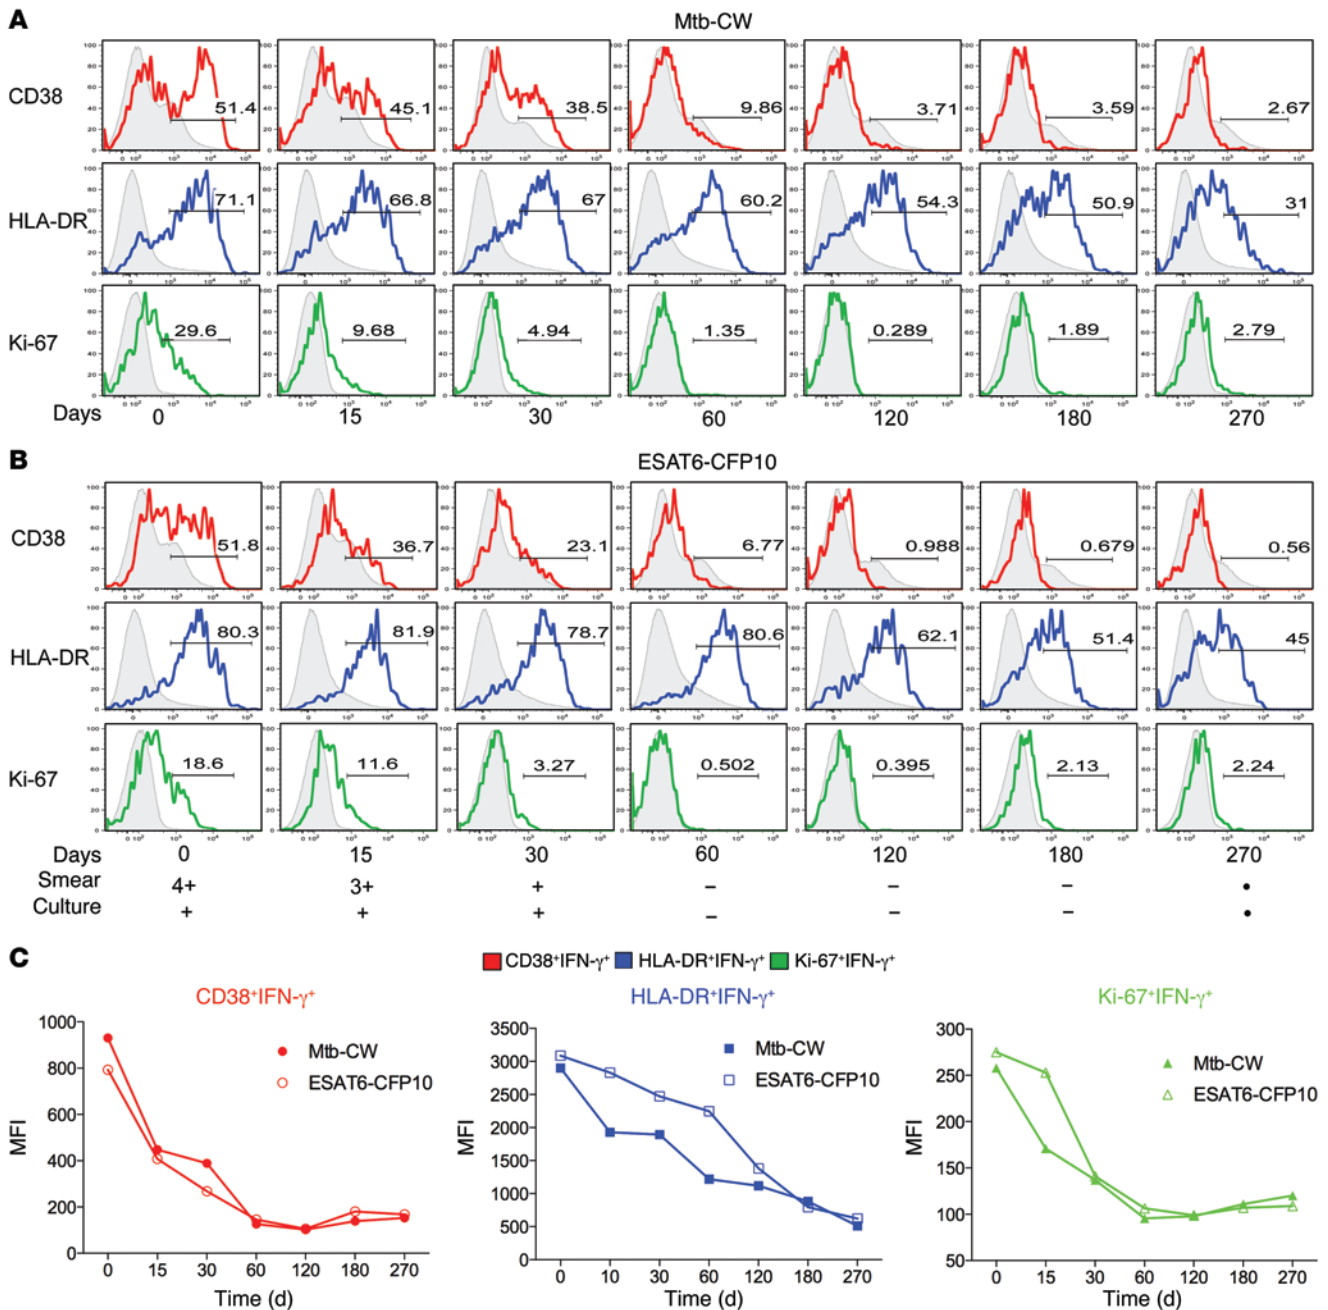 A
Mtb-CW
CD38
51.4 45.1 38.5 9.86 3.71 3.59 2.67
HLA-DR
71.1 66.8 67 60.2 54.3 50.9 31
Ki-67
29.6 9.68 4.94 1.35 0.289 1.89 2.79
Days 0 15 30 60 120 180 270
B
ESAT6-CFP10
CD38
51.8 36.7 23.1 6.77 0.988 0.679 0.56
HLA-DR
80.3 81.9 78.7 80.6 62.1 51.4 45
Ki-67
18.6 11.6 3.27 0.502 0.395 2.13 2.24
Days 0 15 30 60 120 180 270
Smear 4+ 3+ + – – – •
Culture + + + – – – •
C
CD38⁺IFN-γ⁺ HLA-DR⁺IFN-γ⁺ Ki-67⁺IFN-γ⁺
CD38⁺IFN-γ⁺
1000
800
600
400
200
0
MFI
Mtb-CW
ESAT6-CFP10
0 15 30 60 120 180 270
Time (d)
HLA-DR⁺IFN-γ⁺
3500
3000
2500
2000
1500
1000
500
0
MFI
Mtb-CW
ESAT6-CFP10
0 10 30 60 120 180 270
Time (d)
Ki-67⁺IFN-γ⁺
300
250
200
150
100
50
MFI
Mtb-CW
ESAT6-CFP10
0 15 30 60 120 180 270
Time (d)